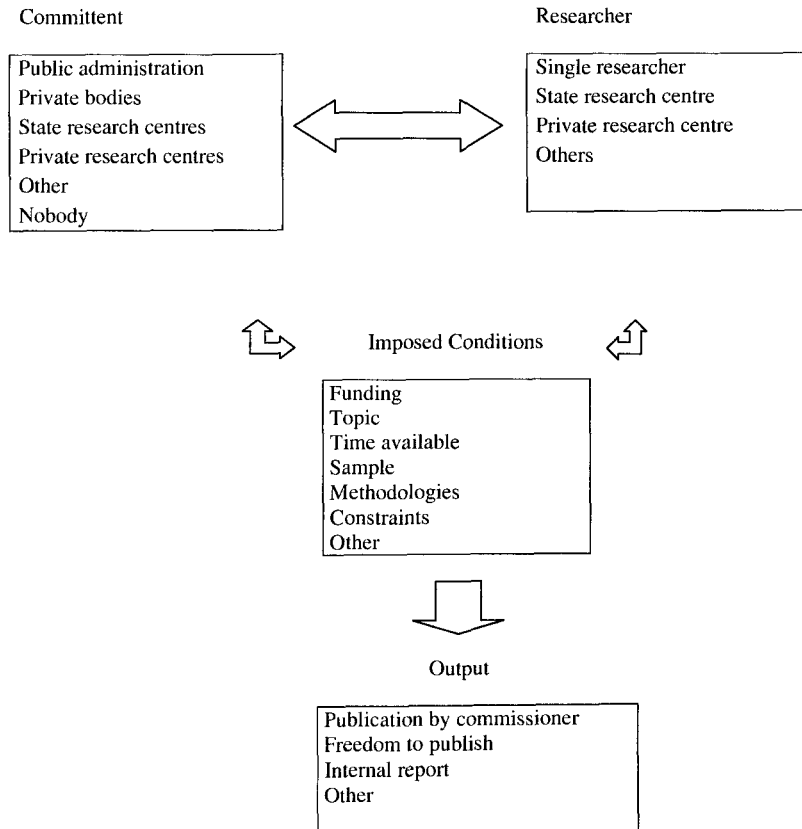 Committent
Public administration
Private bodies
State research centres
Private research centres
Other
Nobody
Researcher
Single researcher
State research centre
Private research centre
Others
Imposed Conditions
Funding
Topic
Time available
Sample
Methodologies
Constraints
Other
Output
Publication by commissioner
Freedom to publish
Internal report
Other